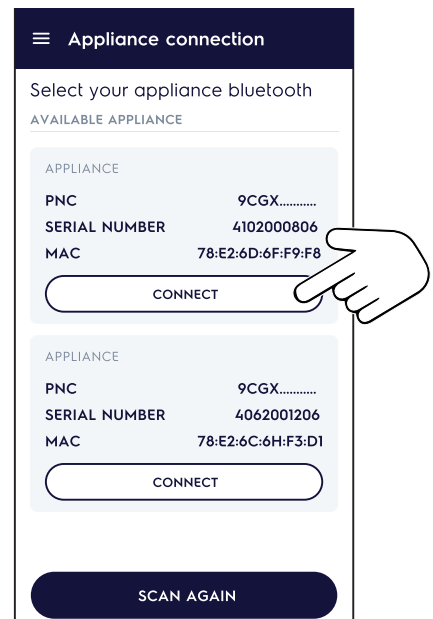 Appliance connection
Select your appliance bluetooth
AVAILABLE APPLIANCE
APPLIANCE
PNC 9CGX...........
SERIAL NUMBER 4102000806
MAC 78:E2:6D:6F:F9:F8
CONNECT
APPLIANCE
PNC 9CGX...........
SERIAL NUMBER 4062001206
MAC 78:E2:6C:6H:F3:D1
CONNECT
SCAN AGAIN